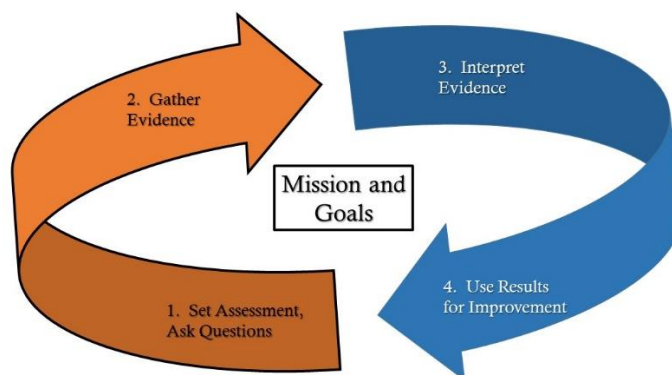 1. Set Assessment,
Ask Questions
2. Gather
Evidence
3. Interpret
Evidence
4. Use Results
for Improvement
Mission and
Goals